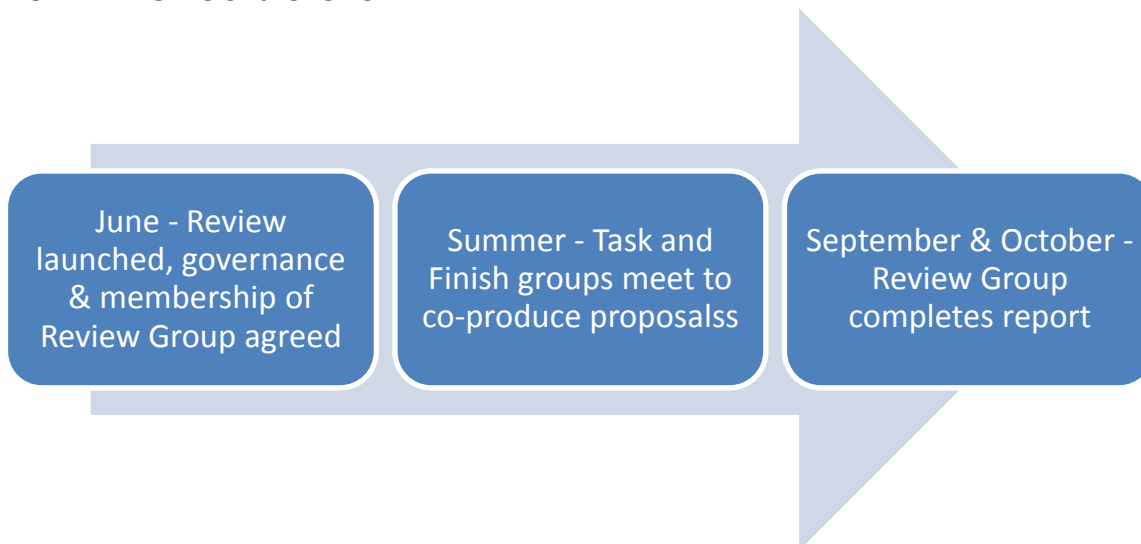 June - Review
launched, governance
& membership of
Review Group agreed
Summer - Task and
Finish groups meet to
co-produce proposalss
September & October -
Review Group
completes report